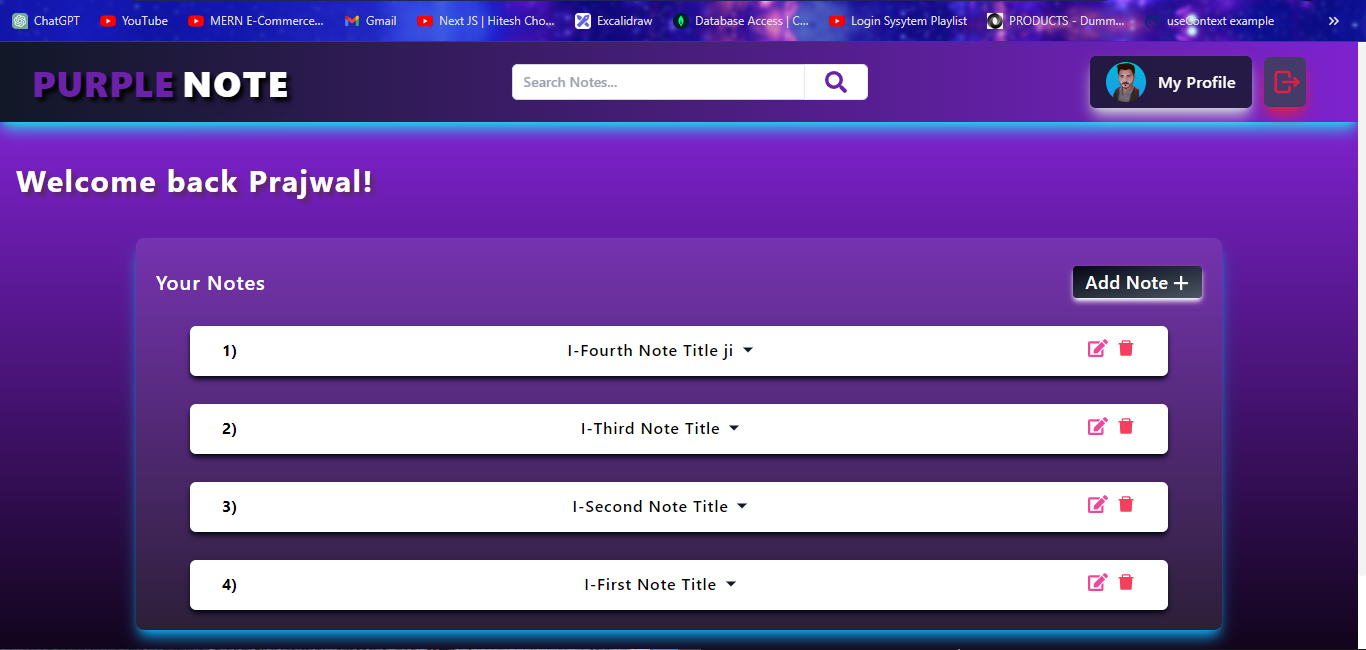 ChatGPT YouTube MERN E-Commerce... Gmail Next JS | Hitesh Cho... Excalidraw Database Access | C... Login Sysytem Playlist PRODUCTS - Dumm... useContext example »
PURPLE NOTE Search Notes... My Profile
Welcome back Prajwal!
Your Notes Add Note +
1) I-Fourth Note Title ji
2) I-Third Note Title
3) I-Second Note Title
4) I-First Note Title